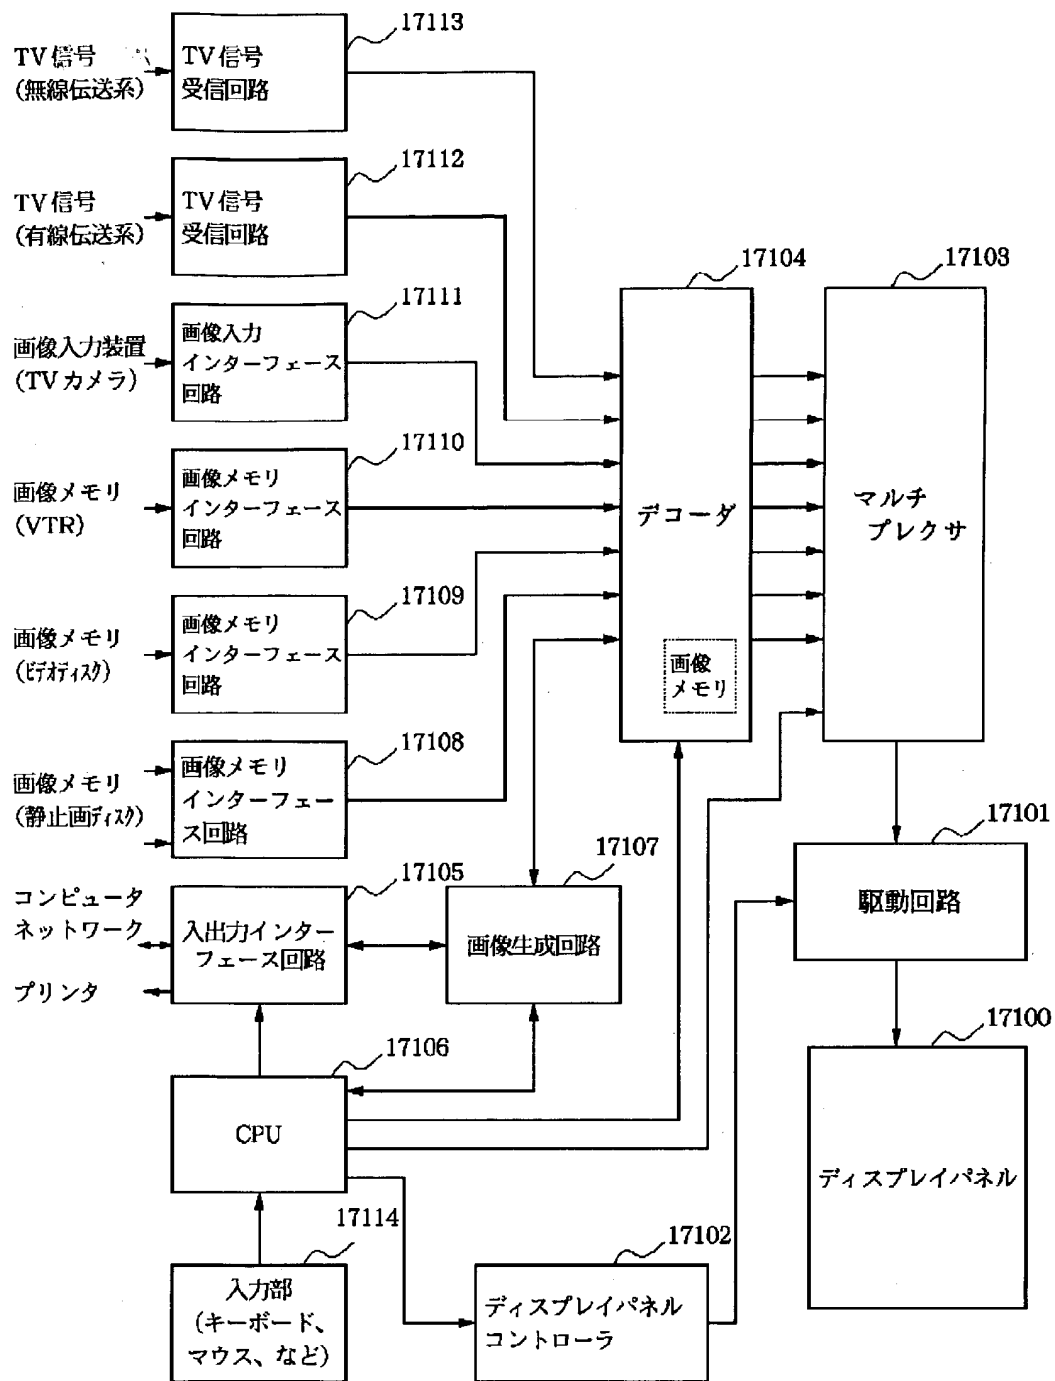 17113
TV信号
(無線伝送系)
TV信号
受信回路
17112
TV信号
(有線伝送系)
TV信号
受信回路
17111
画像入力装置
(TVカメラ)
画像入力
インターフェース
回路
17110
画像メモリ
(VTR)
画像メモリ
インターフェース
回路
17109
画像メモリ
(ビデオディスク)
画像メモリ
インターフェース
回路
17108
画像メモリ
(静止画ディスク)
画像メモリ
インターフェー
ス回路
17104
デコーダ
画像
メモリ
17103
マルチ
プレクサ
17105
コンピュータ
ネットワーク
プリンタ
入出力インター
フェース回路
17107
画像生成回路
17101
駆動回路
17106
CPU
17100
ディスプレイパネル
17114
入力部
(キーボード、
マウス、など)
17102
ディスプレイパネル
コントローラ